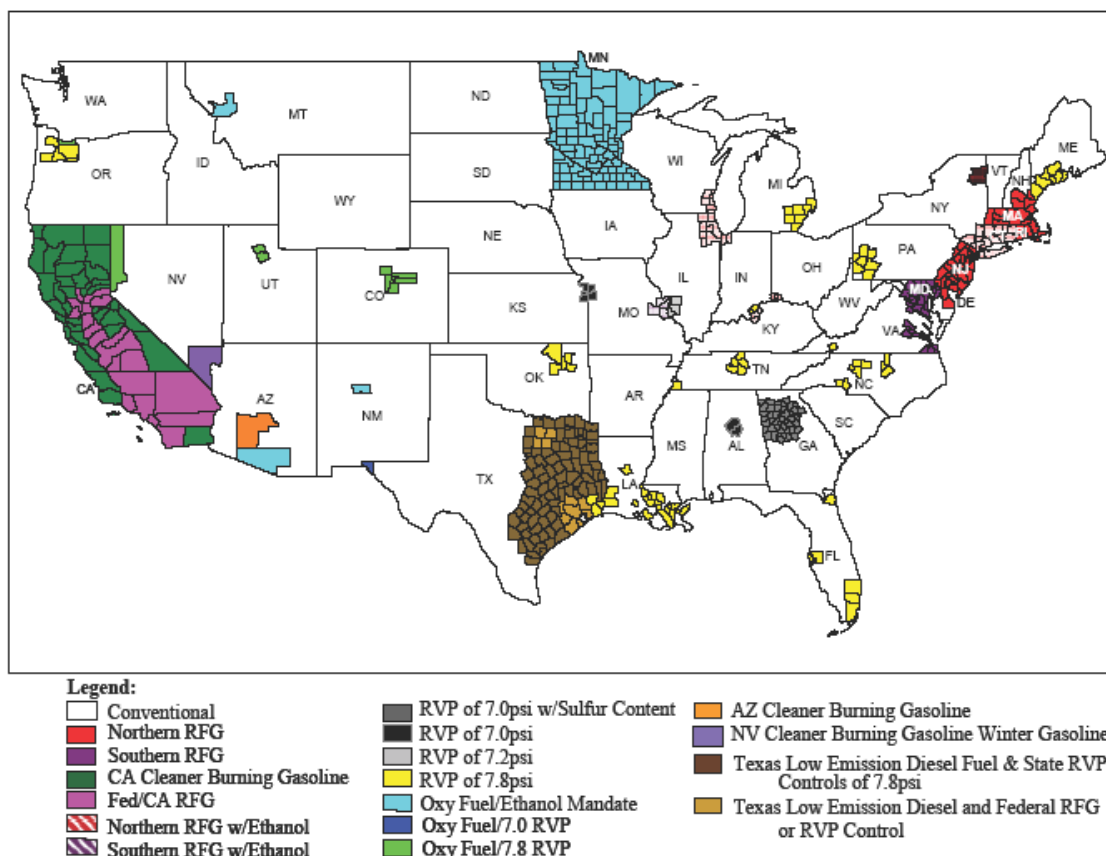 MN
WA
MT
ND
ME
VT
OR
ID
SD
WI
MI
NH
NY
MA
WY
RI
IA
PA
NJ
NE
NV
UT
IL
IN
OH
MD
DE
CO
KS
MO
WV
VA
KY
CA
OK
TN
NC
AZ
NM
AR
SC
MS
AL
GA
TX
LA
FL
Legend:
Conventional
Northern RFG
Southern RFG
CA Cleaner Burning Gasoline
Fed/CA RFG
Northern RFG w/Ethanol
Southern RFG w/Ethanol
RVP of 7.0psi w/Sulfur Content
RVP of 7.0psi
RVP of 7.2psi
RVP of 7.8psi
Oxy Fuel/Ethanol Mandate
Oxy Fuel/7.0 RVP
Oxy Fuel/7.8 RVP
AZ Cleaner Burning Gasoline
NV Cleaner Burning Gasoline Winter Gasoline
Texas Low Emission Diesel Fuel & State RVP
Controls of 7.8psi
Texas Low Emission Diesel and Federal RFG
or RVP Control